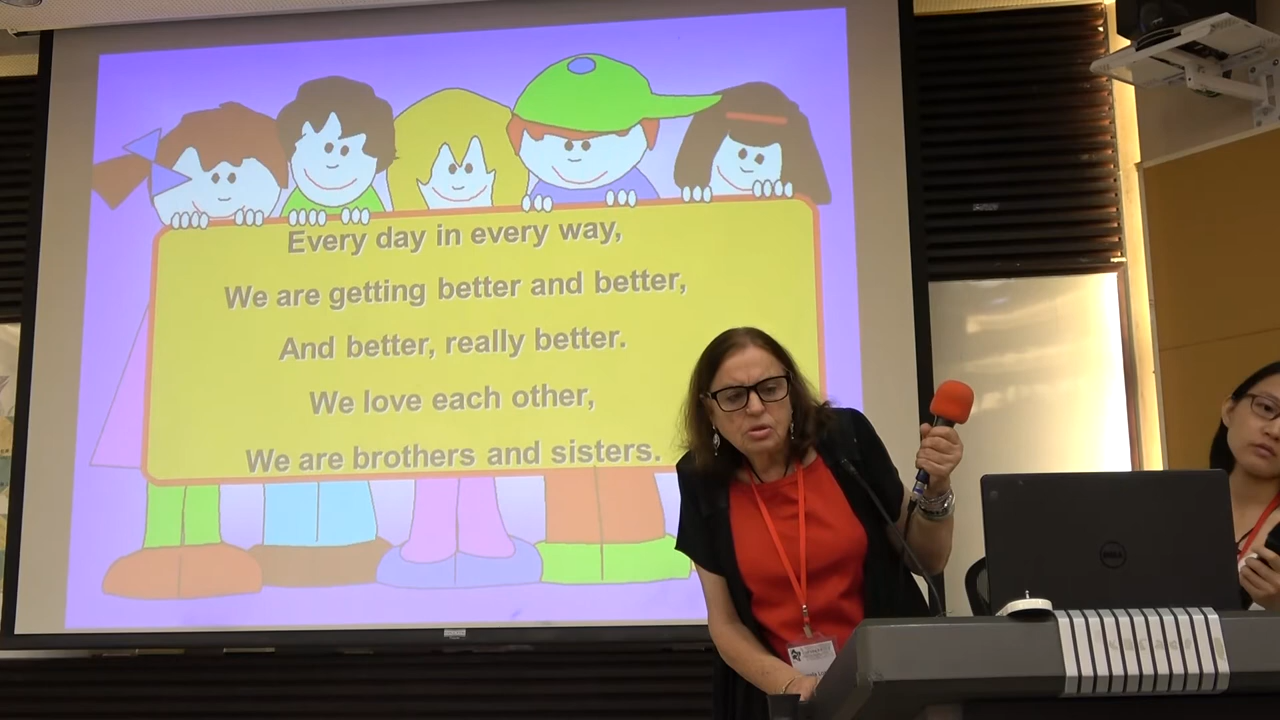 Every day in every way,
We are getting better and better,
And better, really better.
We love each other,
We are brothers and sisters.
DELL